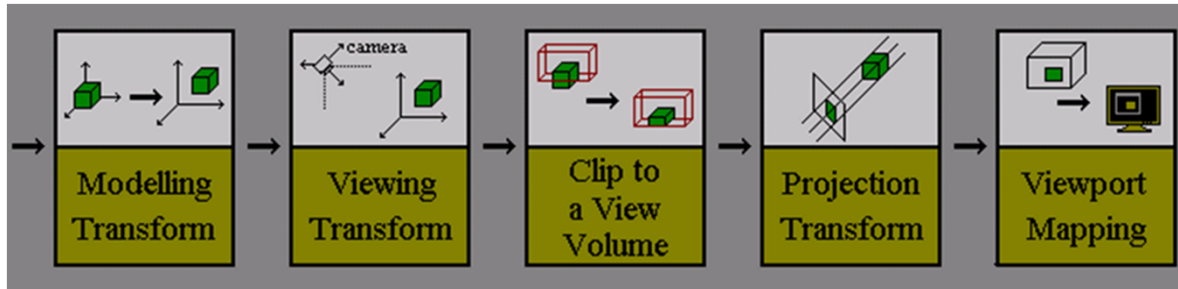 Modelling
Transform
camera
Viewing
Transform
Clip to
a View
Volume
Projection
Transform
Viewport
Mapping